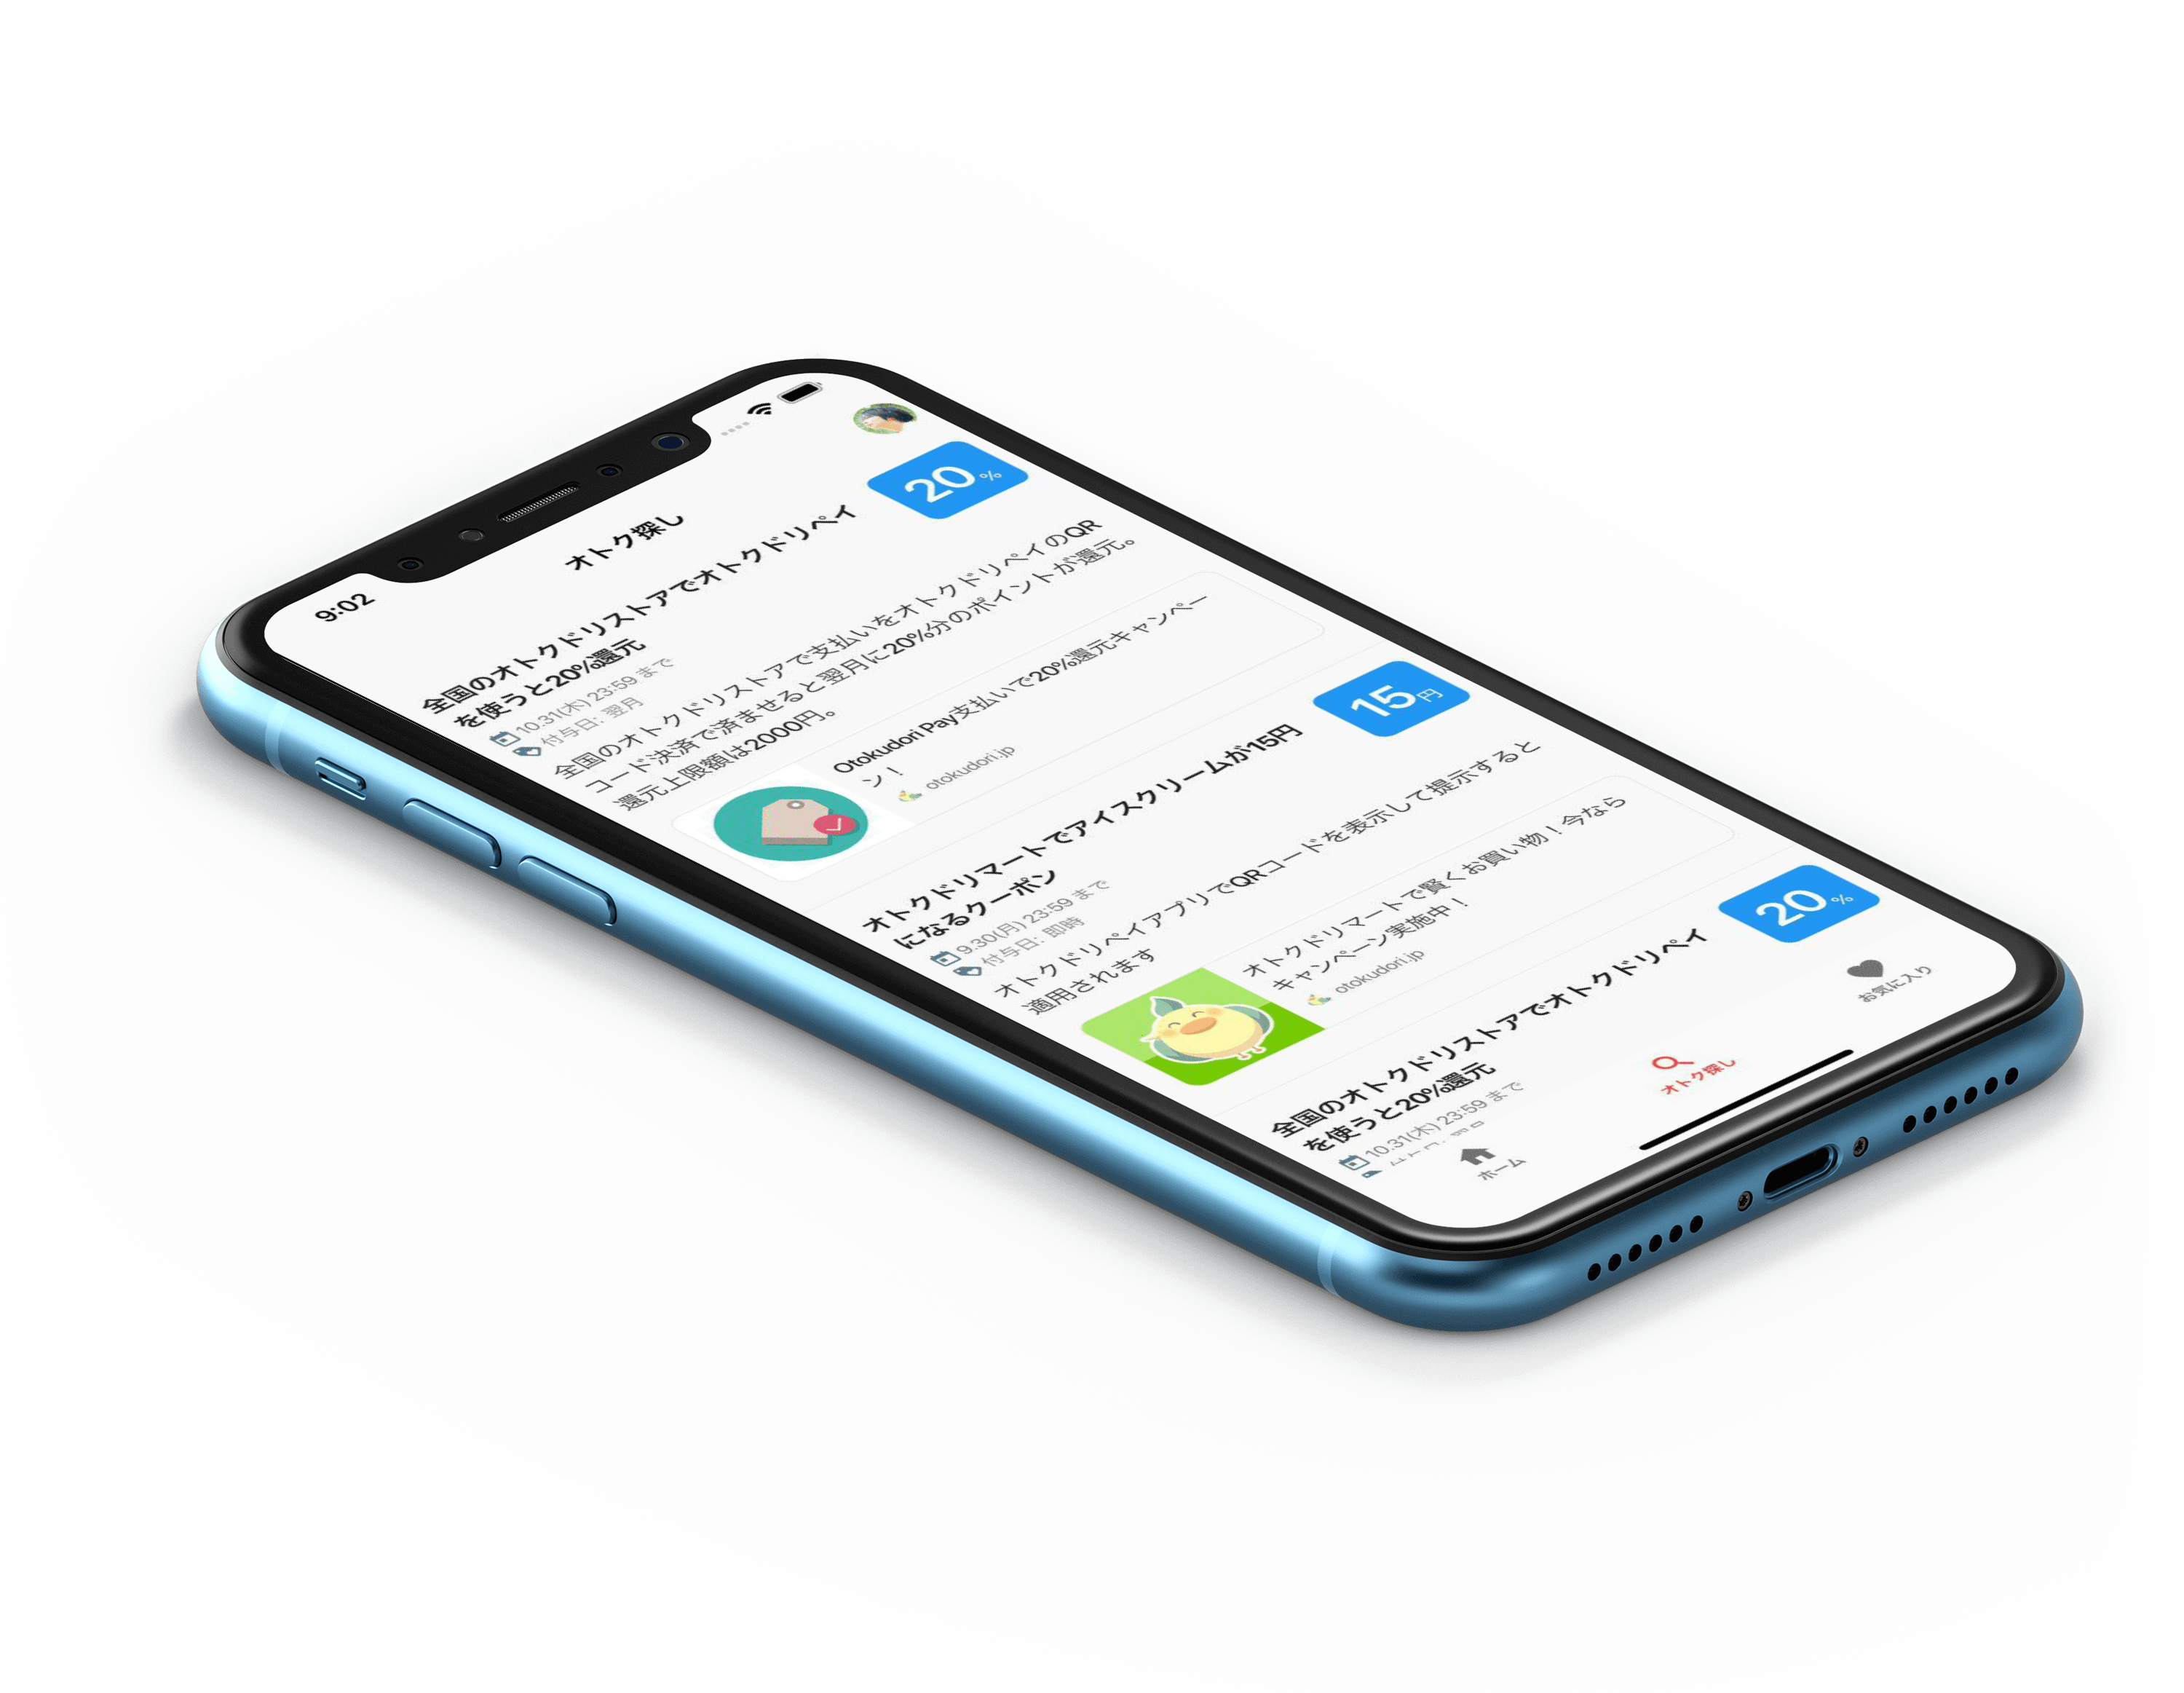 9:02
オトク探し
全国のオトクドリストアでオトクドリペイ
を使うと20%還元
20%
10.31(木) 23:59 まで
付与日: 翌月
全国のオトクドリストアで支払いをオトクドリペイのQR
コード決済で済ませると翌月に20%分のポイントが還元。
還元上限額は2000円。
Otokudori Pay支払いで20%還元キャンペー
ン！
otokudori.jp
オトクドリマートでアイスクリームが15円
になるクーポン
15円
9.30(月) 23:59 まで
付与日: 即時
オトクドリペイアプリでQRコードを表示して提示すると
適用されます
オトクドリマートで賢くお買い物！今なら
キャンペーン実施中！
otokudori.jp
全国のオトクドリストアでオトクドリペイ
を使うと20%還元
20%
10.31(木) 23:59 まで
ホーム
オトク探し
お気に入り